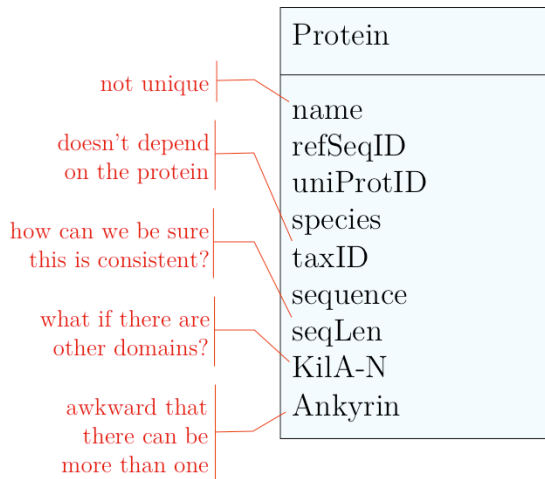 Protein
not unique
name
doesn't depend
on the protein
refSeqID
uniProtID
species
how can we be sure
this is consistent?
taxID
sequence
what if there are
other domains?
seqLen
KilA-N
awkward that
there can be
more than one
Ankyrin